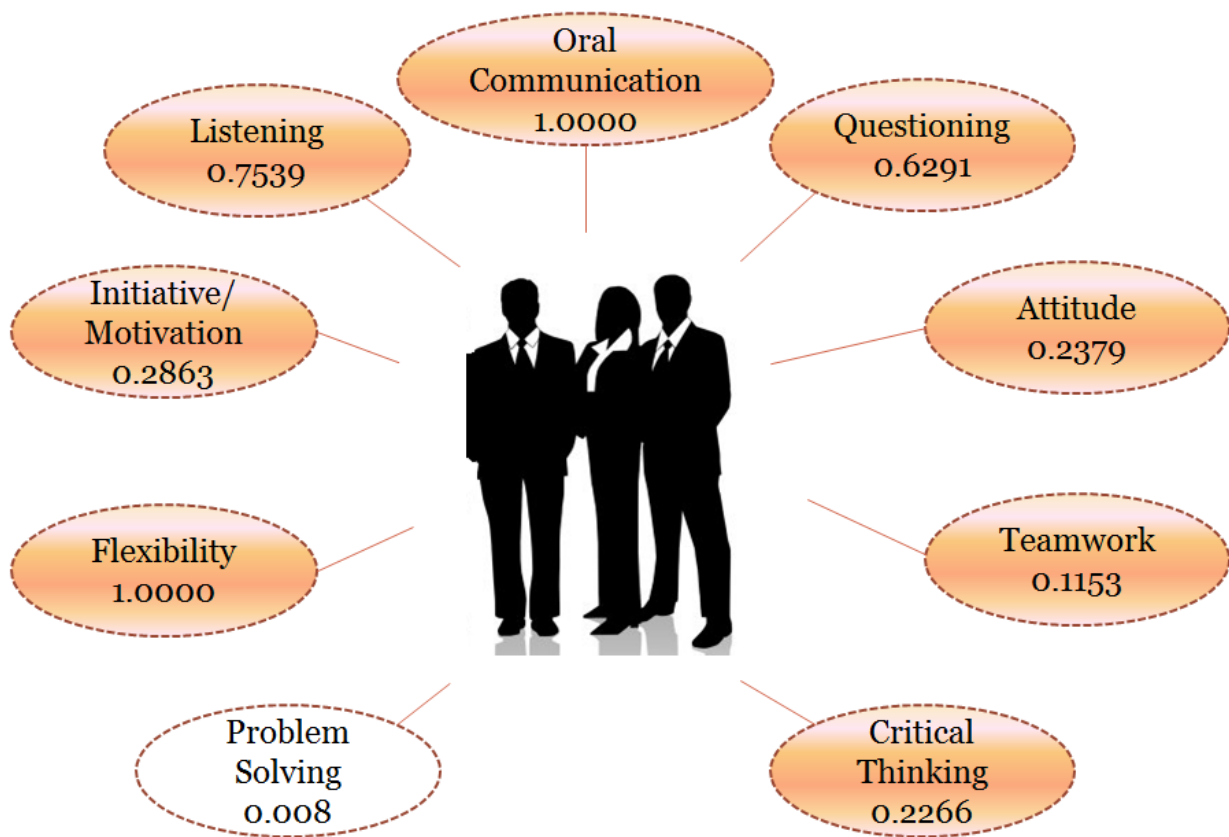 Oral
Communication
1.0000
Listening
0.7539
Questioning
0.6291
Initiative/
Motivation
0.2863
Attitude
0.2379
Flexibility
1.0000
Teamwork
0.1153
Problem
Solving
0.008
Critical
Thinking
0.2266